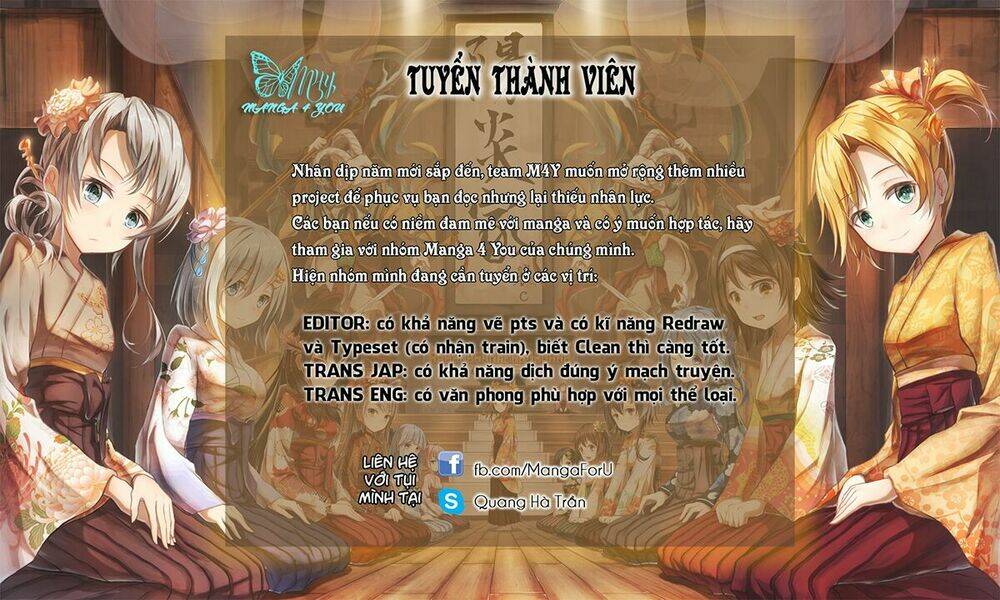 M4Y
MANGA 4 YOU
TUYỂN THÀNH VIÊN
陽炎
Nhân dịp năm mới sắp đến, team M4Y muốn mở rộng thêm nhiều
project để phục vụ bạn đọc nhưng lại thiếu nhân lực.
Các bạn nếu có niềm đam mê với manga và có ý muốn hợp tác, hãy
tham gia với nhóm Manga 4 You của chúng mình.
Hiện nhóm mình đang cần tuyển ở các vị trí:
EDITOR: có khả năng vẽ pts và có kĩ năng Redraw
và Typeset (có nhận train), biết Clean thì càng tốt.
TRANS JAP: có khả năng dịch đúng ý mạch truyện.
TRANS ENG: có văn phong phù hợp với mọi thể loại.
LIÊN HỆ
VỚI TỤI
MÌNH TẠI
fb.com/MangaForU
Quang Hà Trần